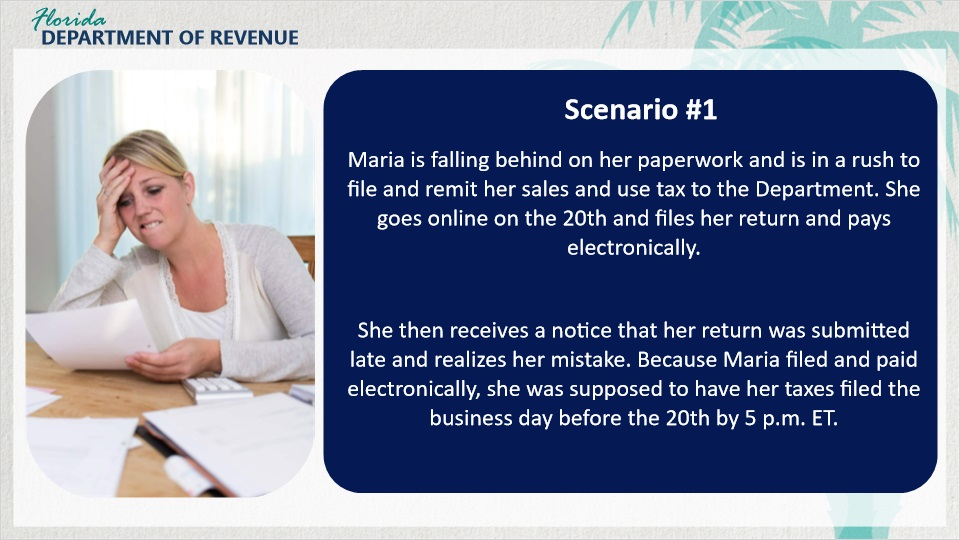 Florida
DEPARTMENT OF REVENUE
Scenario #1
Maria is falling behind on her paperwork and is in a rush to
file and remit her sales and use tax to the Department. She
goes online on the 20th and files her return and pays
electronically.
She then receives a notice that her return was submitted
late and realizes her mistake. Because Maria filed and paid
electronically, she was supposed to have her taxes filed the
business day before the 20th by 5 p.m. ET.